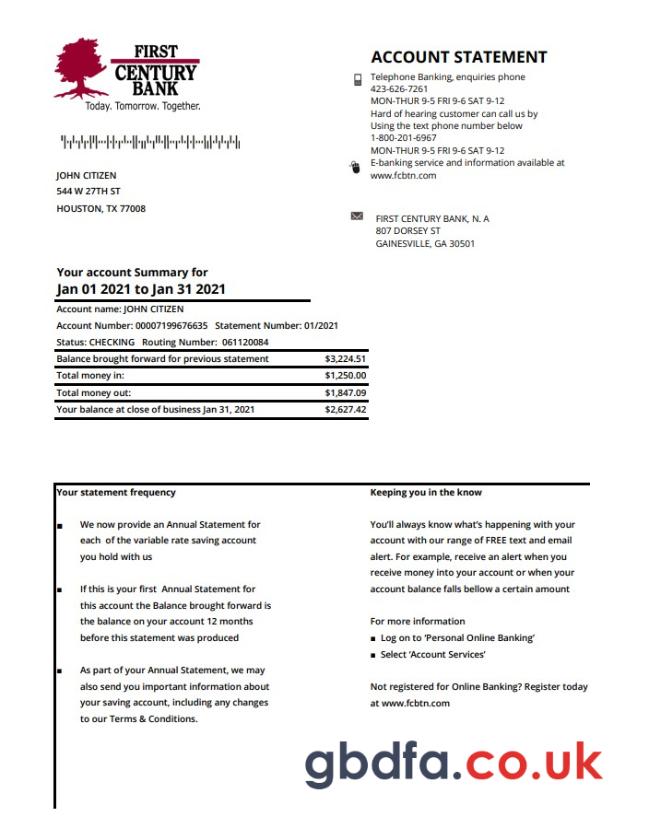 FIRST
CENTURY
BANK
Today. Tomorrow. Together.
ACCOUNT STATEMENT
Telephone Banking, enquiries phone
423-626-7261
MON-THUR 9-5 FRI 9-6 SAT 9-12
Hard of hearing customer can call us by
Using the text phone number below
1-800-201-6967
MON-THUR 9-5 FRI 9-6 SAT 9-12
E-banking service and information available at
www.fcbtn.com
JOHN CITIZEN
544 W 27TH ST
HOUSTON, TX 77008
FIRST CENTURY BANK, N. A
807 DORSEY ST
GAINESVILLE, GA 30501
Your account Summary for
Jan 01 2021 to Jan 31 2021
Account name: JOHN CITIZEN
Account Number: 00007199676635 Statement Number: 01/2021
Status: CHECKING Routing Number: 061120084
Balance brought forward for previous statement $3,224.51
Total money in: $1,250.00
Total money out: $1,847.09
Your balance at close of business Jan 31, 2021 $2,627.42
Your statement frequency
▪ We now provide an Annual Statement for
each of the variable rate saving account
you hold with us
▪ If this is your first Annual Statement for
this account the Balance brought forward is
the balance on your account 12 months
before this statement was produced
▪ As part of your Annual Statement, we may
also send you important information about
your saving account, including any changes
to our Terms & Conditions.
Keeping you in the know
You'll always know what's happening with your
account with our range of FREE text and email
alert. For example, receive an alert when you
receive money into your account or when your
account balance falls bellow a certain amount
For more information
▪ Log on to ‘Personal Online Banking’
▪ Select ‘Account Services’
Not registered for Online Banking? Register today
at www.fcbtn.com
gbdfa.co.uk